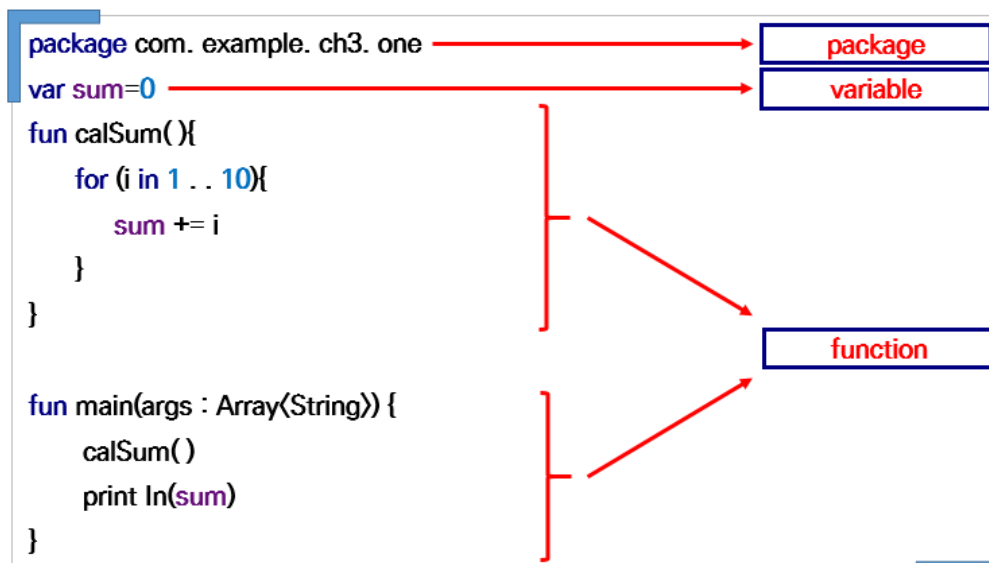 package com. example. ch3. one
package
var sum=0
variable
fun calSum( ){
for (i in 1 . . 10){
sum += i
}
}
function
fun main(args : Array<String>) {
calSum( )
print ln(sum)
}